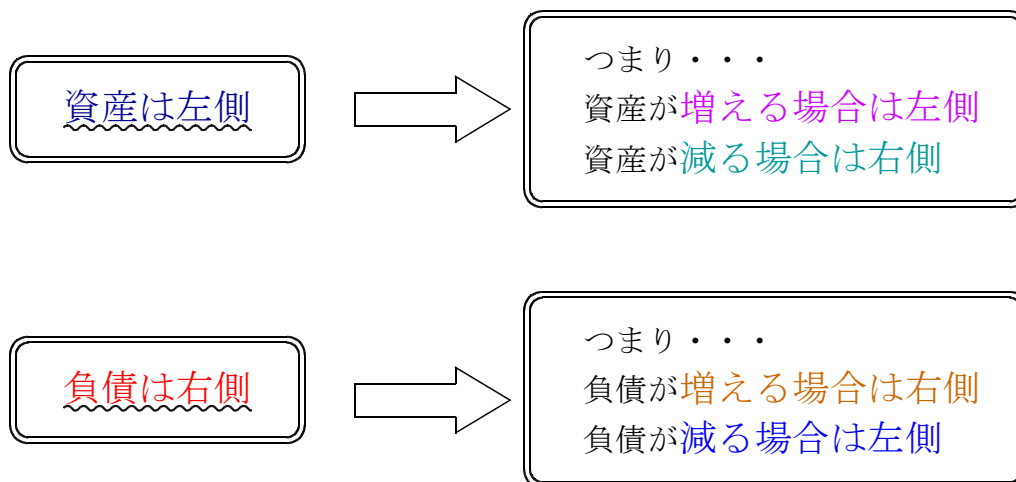 資産は左側
つまり・・・
資産が増える場合は左側
資産が減る場合は右側
負債は右側
つまり・・・
負債が増える場合は右側
負債が減る場合は左側